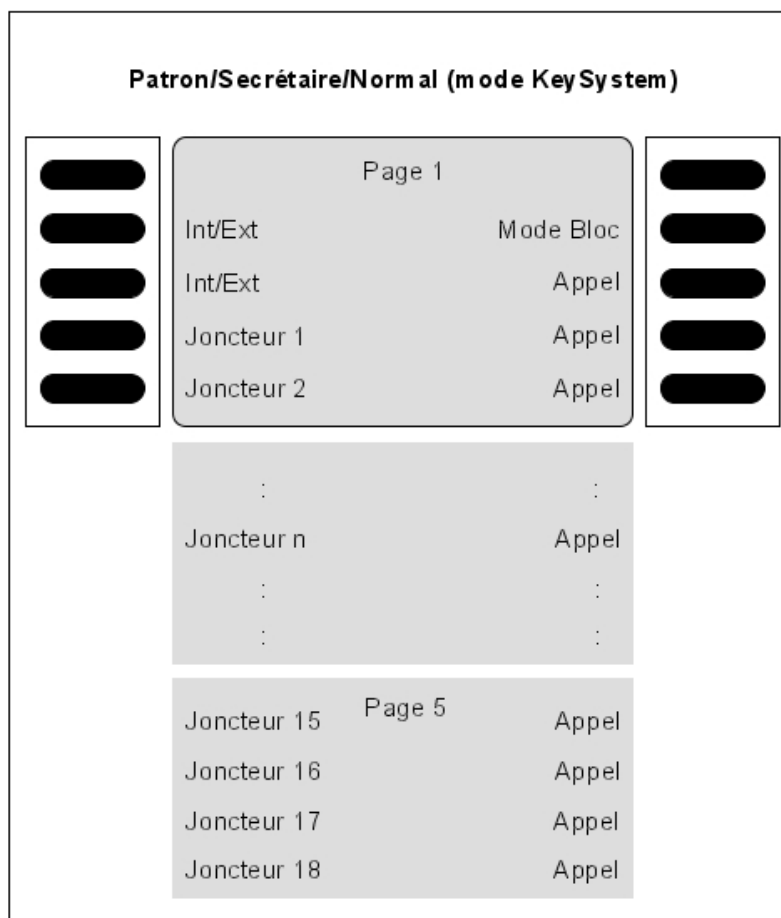 Patron/Secrétaire/Normal (mode KeySystem)
Page 1
Int/Ext Mode Bloc
Int/Ext Appel
Joncteur 1 Appel
Joncteur 2 Appel
: :
Joncteur n Appel
: :
: :
Page 5
Joncteur 15 Appel
Joncteur 16 Appel
Joncteur 17 Appel
Joncteur 18 Appel